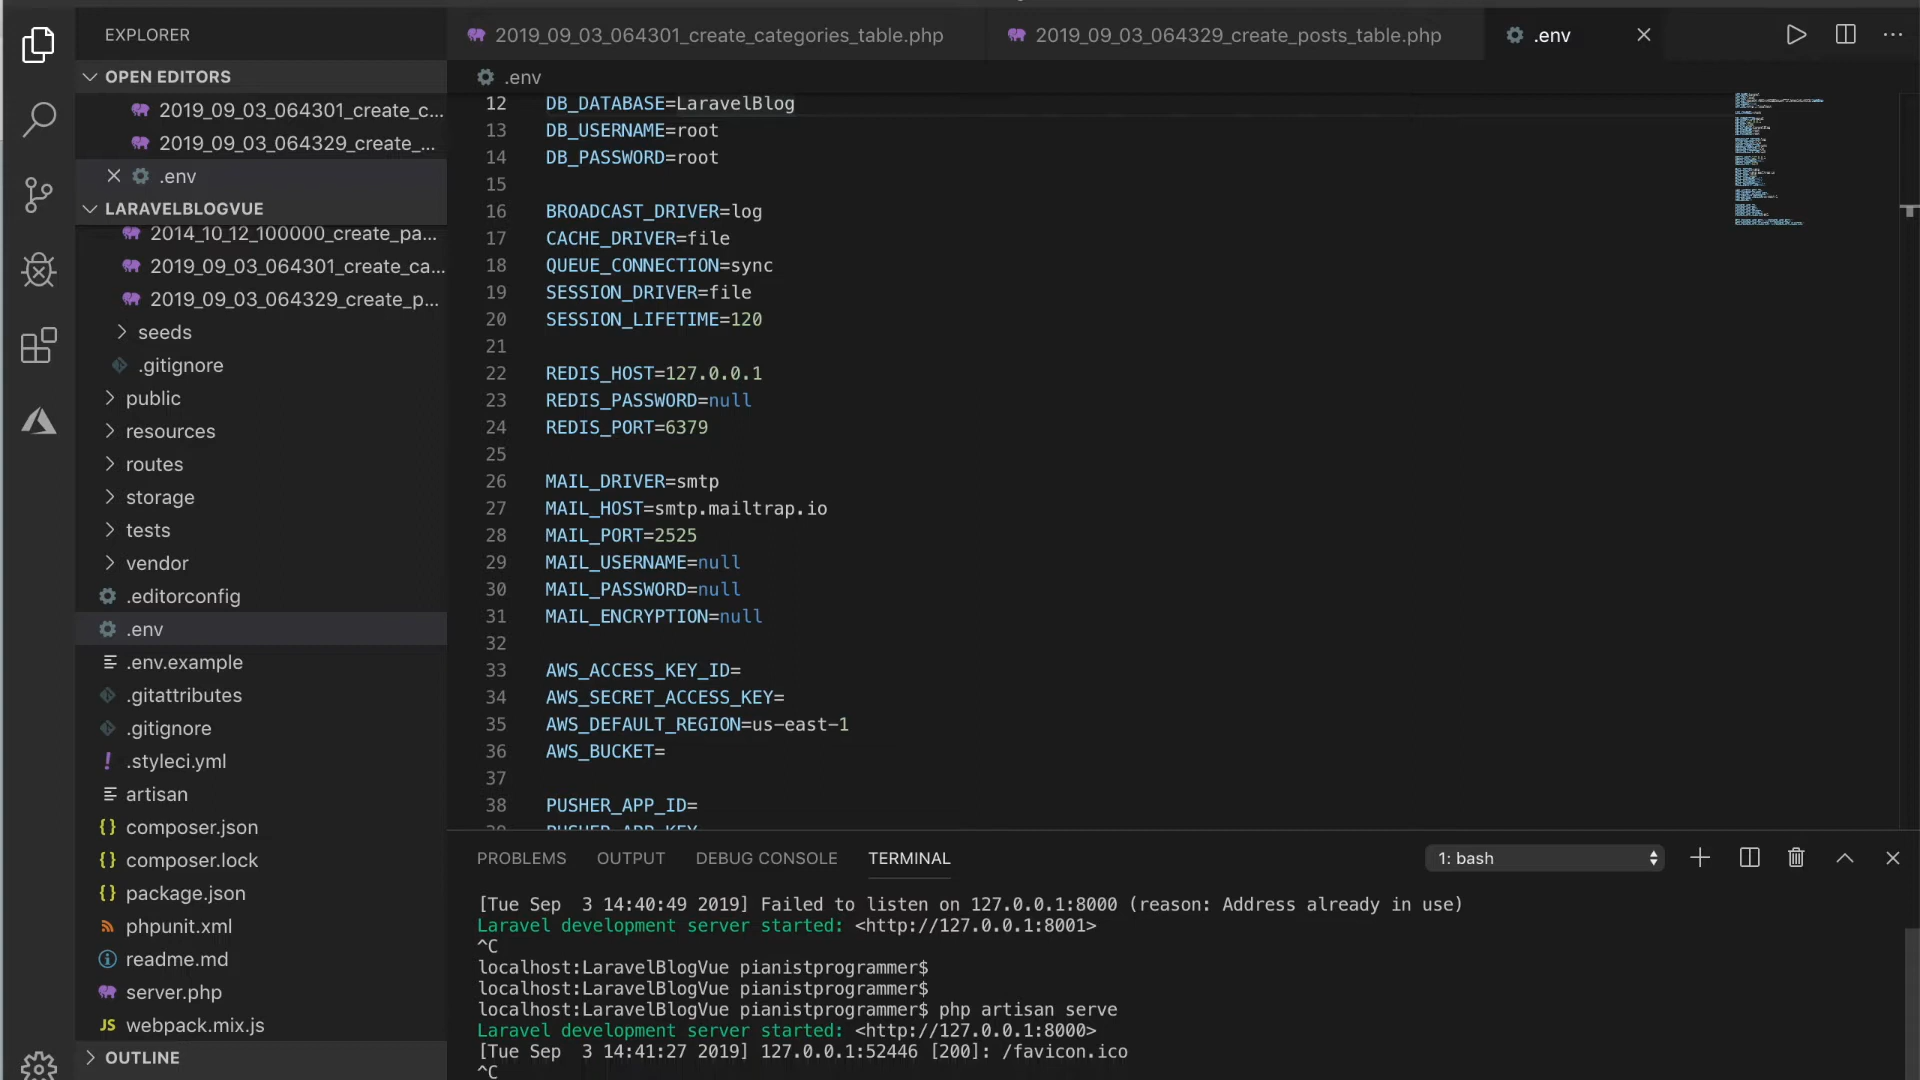 EXPLORER
OPEN EDITORS
2019_09_03_064301_create_c...
2019_09_03_064329_create_...
.env
LARAVELBLOGVUE
2014_10_12_100000_create_pa...
2019_09_03_064301_create_ca...
2019_09_03_064329_create_p...
seeds
.gitignore
public
resources
routes
storage
tests
vendor
.editorconfig
.env
.env.example
.gitattributes
.gitignore
.styleci.yml
artisan
composer.json
composer.lock
package.json
phpunit.xml
readme.md
server.php
JS webpack.mix.js
OUTLINE
2019_09_03_064301_create_categories_table.php
2019_09_03_064329_create_posts_table.php
.env
.env
12 DB_DATABASE=LaravelBlog
13 DB_USERNAME=root
14 DB_PASSWORD=root
15
16 BROADCAST_DRIVER=log
17 CACHE_DRIVER=file
18 QUEUE_CONNECTION=sync
19 SESSION_DRIVER=file
20 SESSION_LIFETIME=120
21
22 REDIS_HOST=127.0.0.1
23 REDIS_PASSWORD=null
24 REDIS_PORT=6379
25
26 MAIL_DRIVER=smtp
27 MAIL_HOST=smtp.mailtrap.io
28 MAIL_PORT=2525
29 MAIL_USERNAME=null
30 MAIL_PASSWORD=null
31 MAIL_ENCRYPTION=null
32
33 AWS_ACCESS_KEY_ID=
34 AWS_SECRET_ACCESS_KEY=
35 AWS_DEFAULT_REGION=us-east-1
36 AWS_BUCKET=
37
38 PUSHER_APP_ID=
39 PUSHER_APP_KEY
PROBLEMS OUTPUT DEBUG CONSOLE TERMINAL 1: bash
[Tue Sep  3 14:40:49 2019] Failed to listen on 127.0.0.1:8000 (reason: Address already in use)
Laravel development server started: <http://127.0.0.1:8001>
^C
localhost:LaravelBlogVue pianistprogrammer$
localhost:LaravelBlogVue pianistprogrammer$
localhost:LaravelBlogVue pianistprogrammer$ php artisan serve
Laravel development server started: <http://127.0.0.1:8000>
[Tue Sep  3 14:41:27 2019] 127.0.0.1:52446 [200]: /favicon.ico
^C